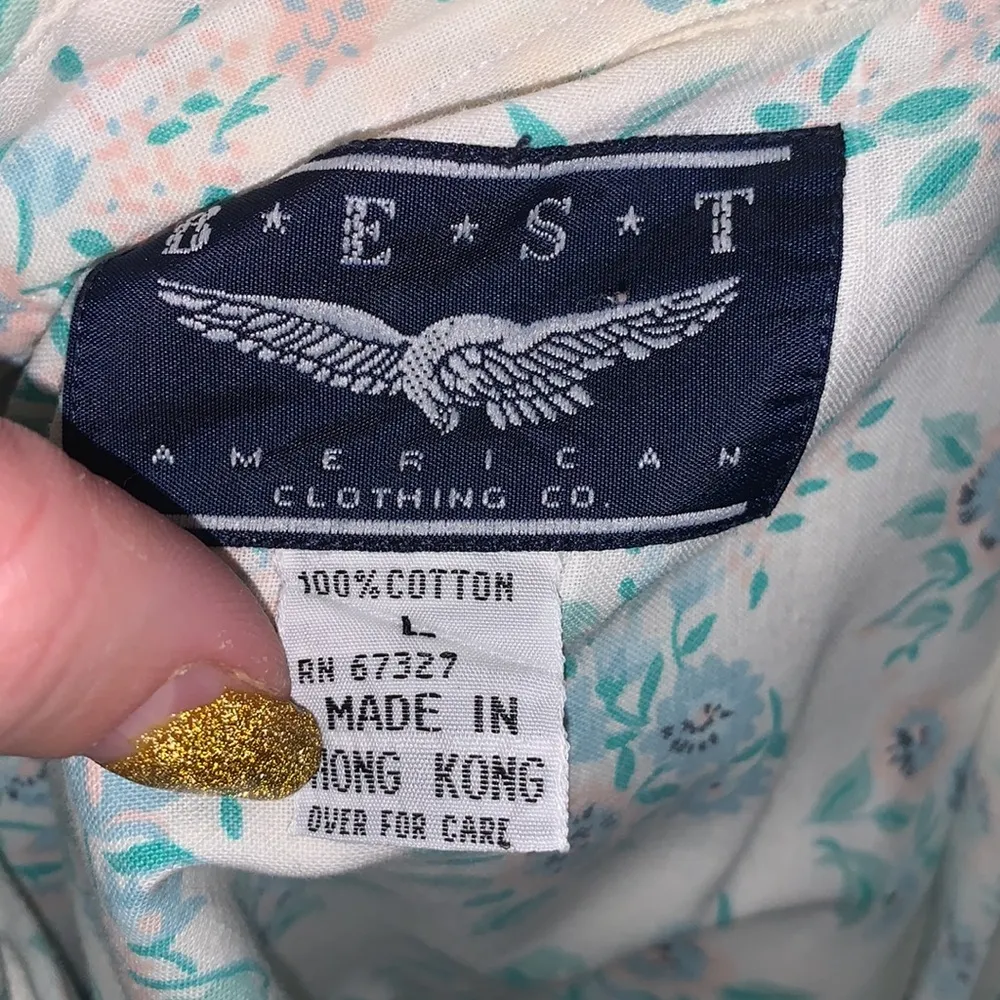 B★E★S★T
AMERICAN
CLOTHING CO.
100% COTTON
L
RN 67327
MADE IN
HONG KONG
OVER FOR CARE